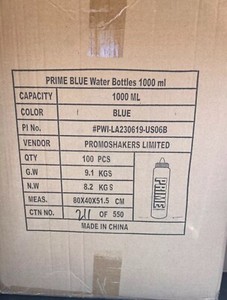 PRIME BLUE Water Bottles 1000 ml
CAPACITY 1000 ML
COLOR BLUE
PI No. #PWI-LA230619-US06B
VENDOR PROMOSHAKERS LIMITED
QTY 100 PCS
G.W 9.1 KGS
N.W 8.2 KGS
MEAS. 80X40X51.5 CM
CTN NO. OF 550
MADE IN CHINA
PRIME